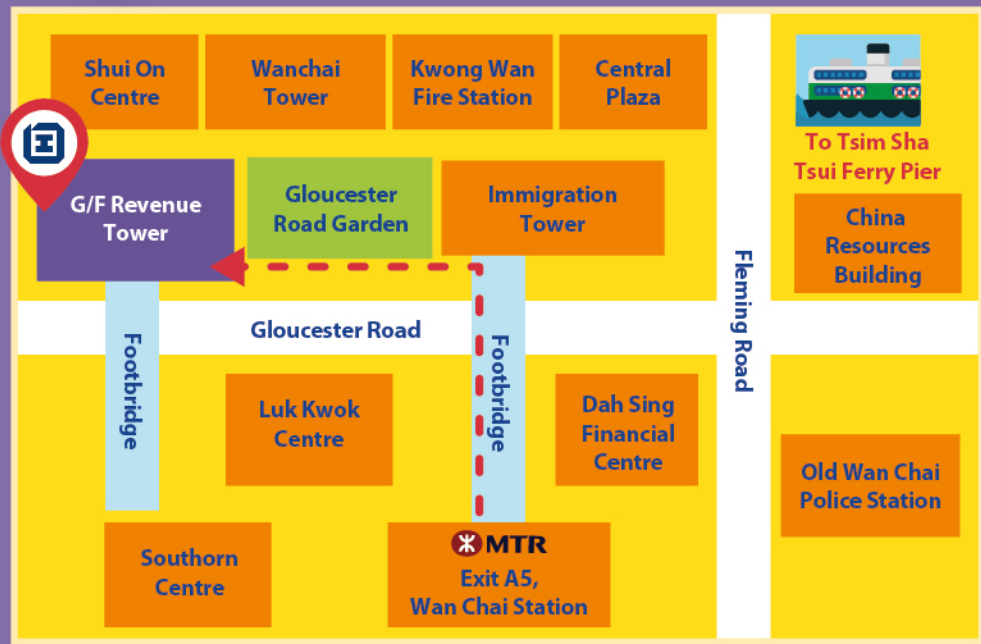 Shui On
Centre
Wanchai
Tower
Kwong Wan
Fire Station
Central
Plaza
To Tsim Sha
Tsui Ferry Pier
G/F Revenue
Tower
Gloucester
Road Garden
Immigration
Tower
China
Resources
Building
Fleming Road
Gloucester Road
Footbridge
Footbridge
Luk Kwok
Centre
Dah Sing
Financial
Centre
Old Wan Chai
Police Station
Southorn
Centre
MTR
Exit A5,
Wan Chai Station